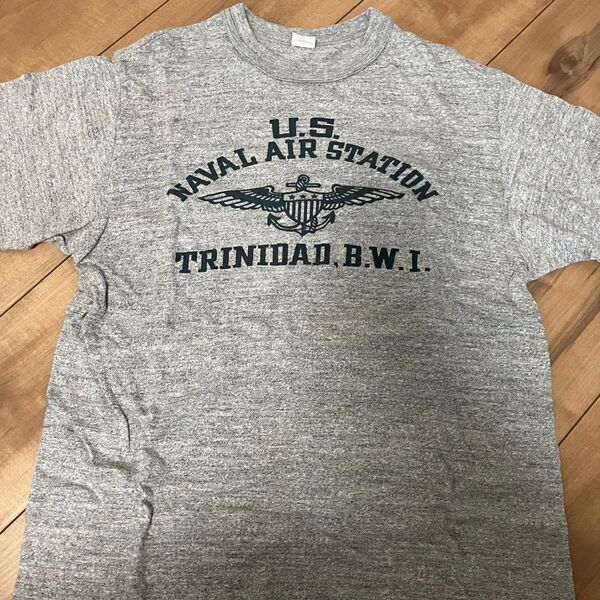 U.S.
NAVAL AIR STATION
TRINIDAD, B.W.I.